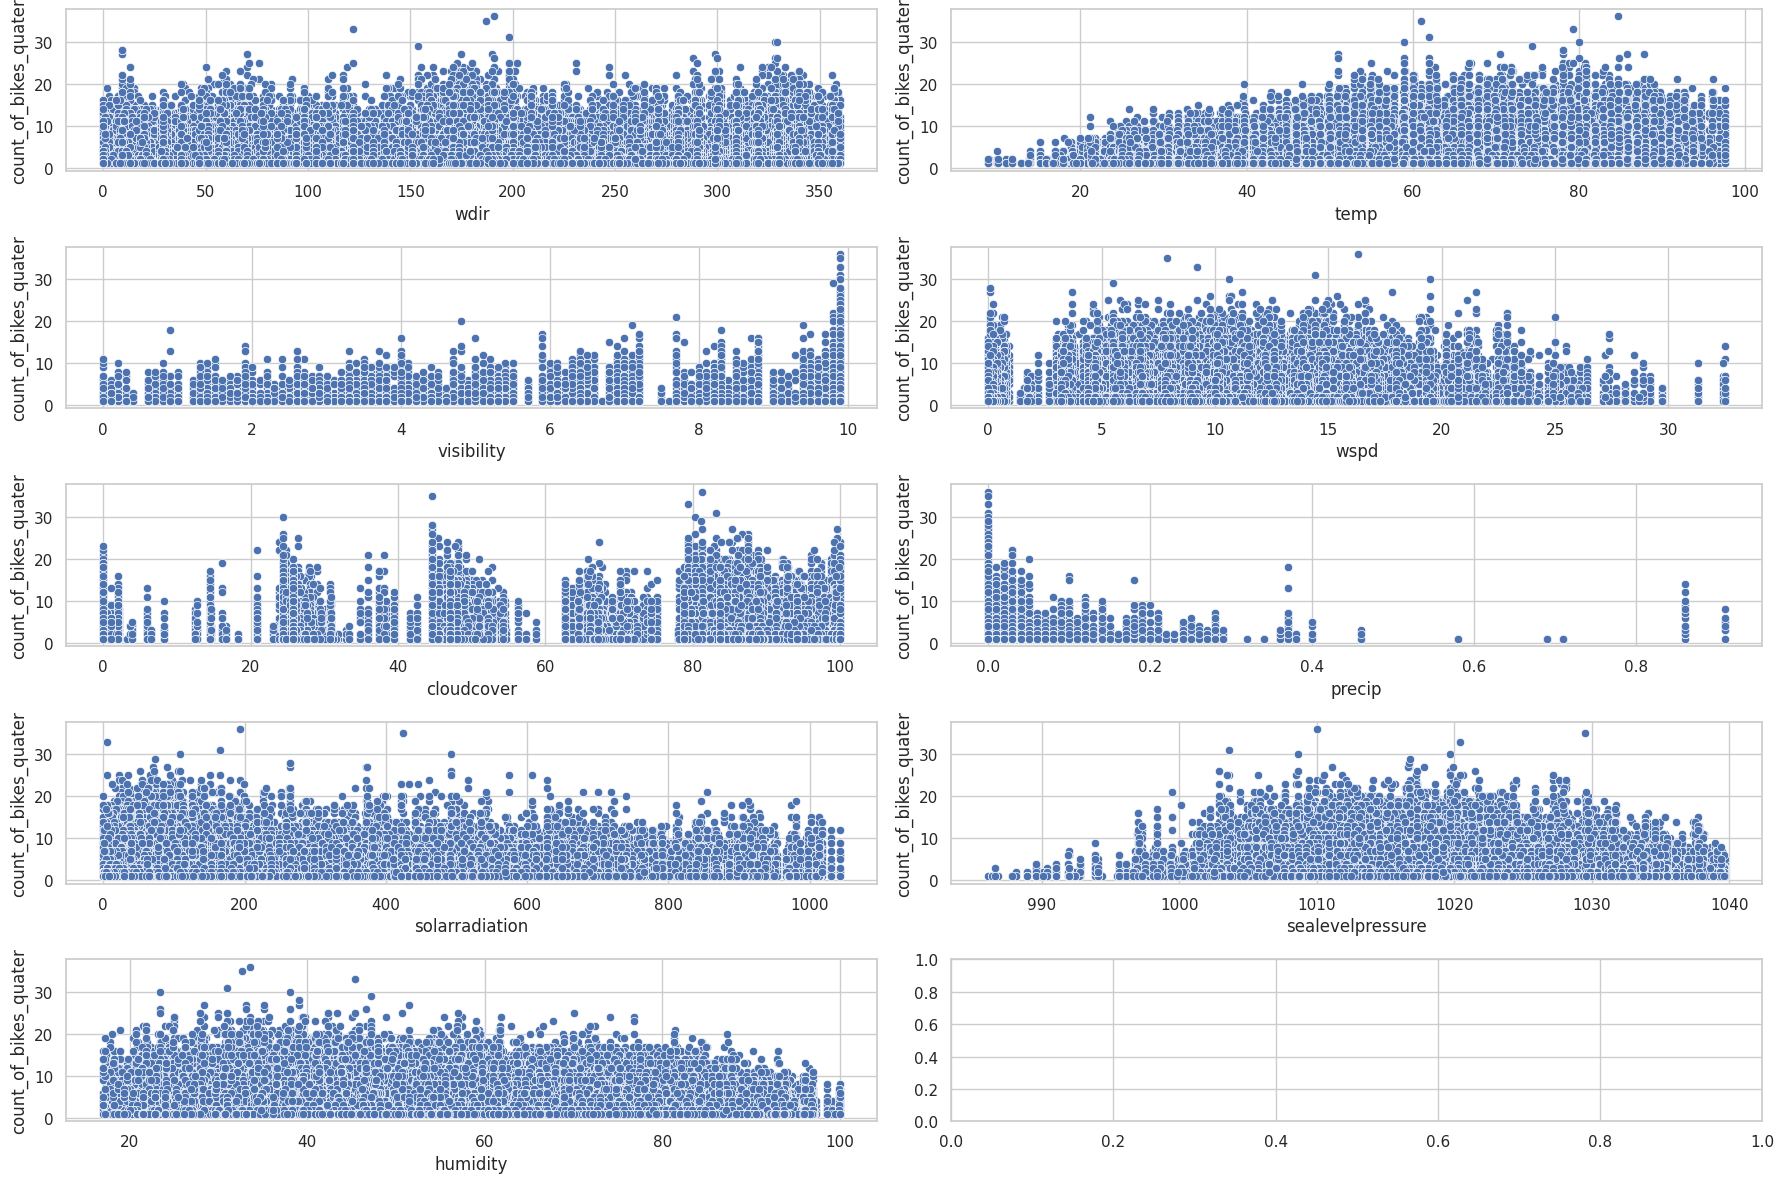 count_of_bikes_quater
30
20
10
0
0 50 100 150 200 250 300 350
wdir
count_of_bikes_quater
30
20
10
0
20 40 60 80 100
temp
count_of_bikes_quater
30
20
10
0
0 2 4 6 8 10
visibility
count_of_bikes_quater
30
20
10
0
0 5 10 15 20 25 30
wspd
count_of_bikes_quater
30
20
10
0
0 20 40 60 80 100
cloudcover
count_of_bikes_quater
30
20
10
0
0.0 0.2 0.4 0.6 0.8
precip
count_of_bikes_quater
30
20
10
0
0 200 400 600 800 1000
solarradiation
count_of_bikes_quater
30
20
10
0
990 1000 1010 1020 1030 1040
sealevelpressure
count_of_bikes_quater
30
20
10
0
20 40 60 80 100
humidity
1.0
0.8
0.6
0.4
0.2
0.0
0.0 0.2 0.4 0.6 0.8 1.0